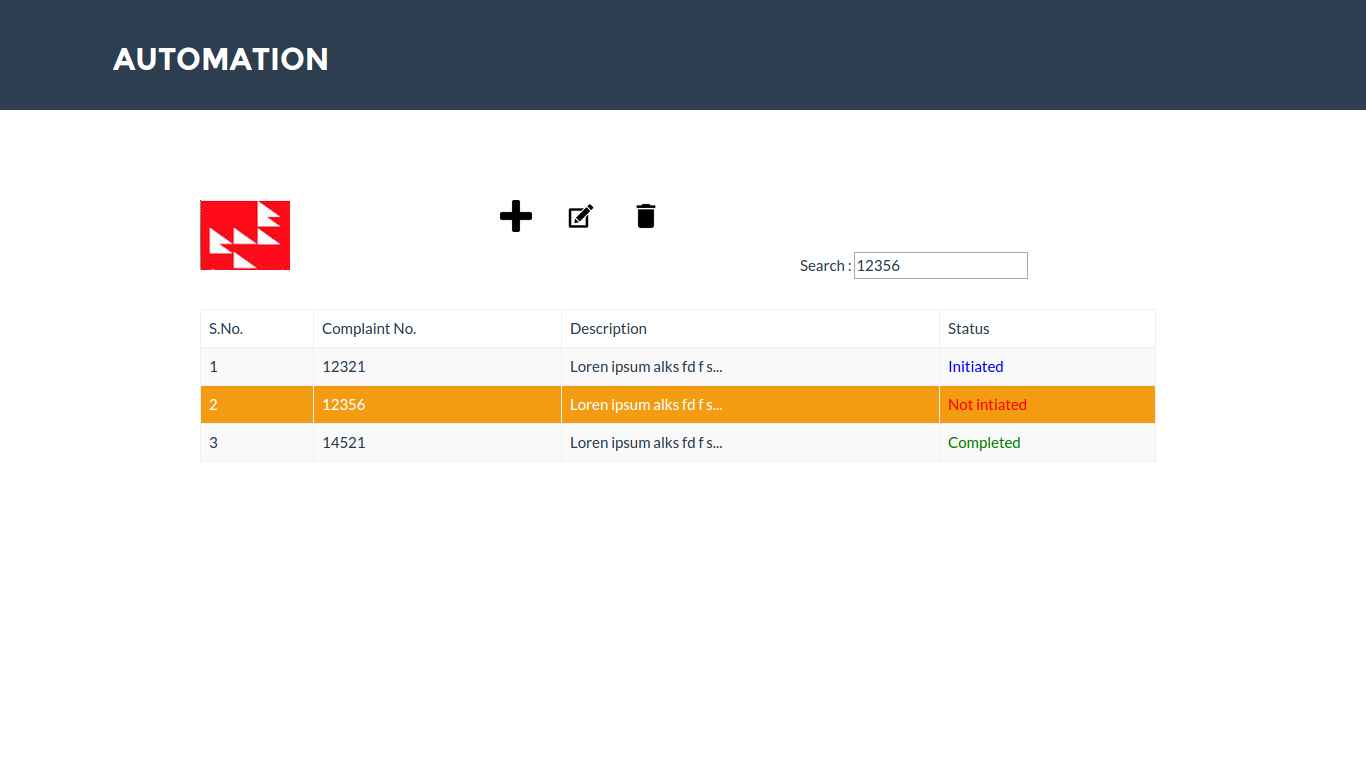 AUTOMATION
Search : 12356
S.No. Complaint No. Description Status
1 12321 Loren ipsum alks fd f s... Initiated
2 12356 Loren ipsum alks fd f s... Not intiated
3 14521 Loren ipsum alks fd f s... Completed